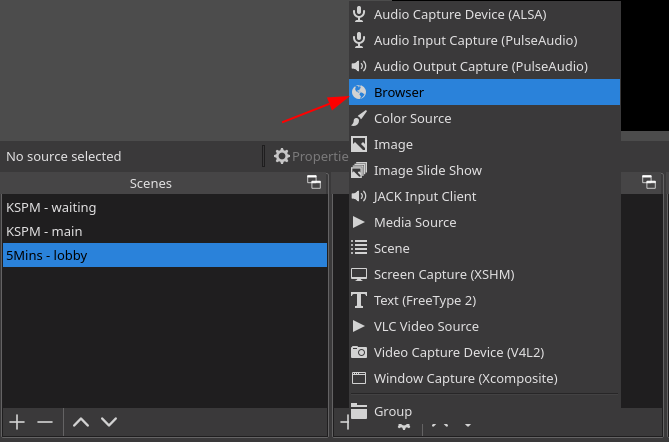 No source selected
Scenes
KSPM - waiting
KSPM - main
5Mins - lobby
Audio Capture Device (ALSA)
Audio Input Capture (PulseAudio)
Audio Output Capture (PulseAudio)
Browser
Color Source
Image
Image Slide Show
JACK Input Client
Media Source
Scene
Screen Capture (XSHM)
Text (FreeType 2)
VLC Video Source
Video Capture Device (V4L2)
Window Capture (Xcomposite)
Group